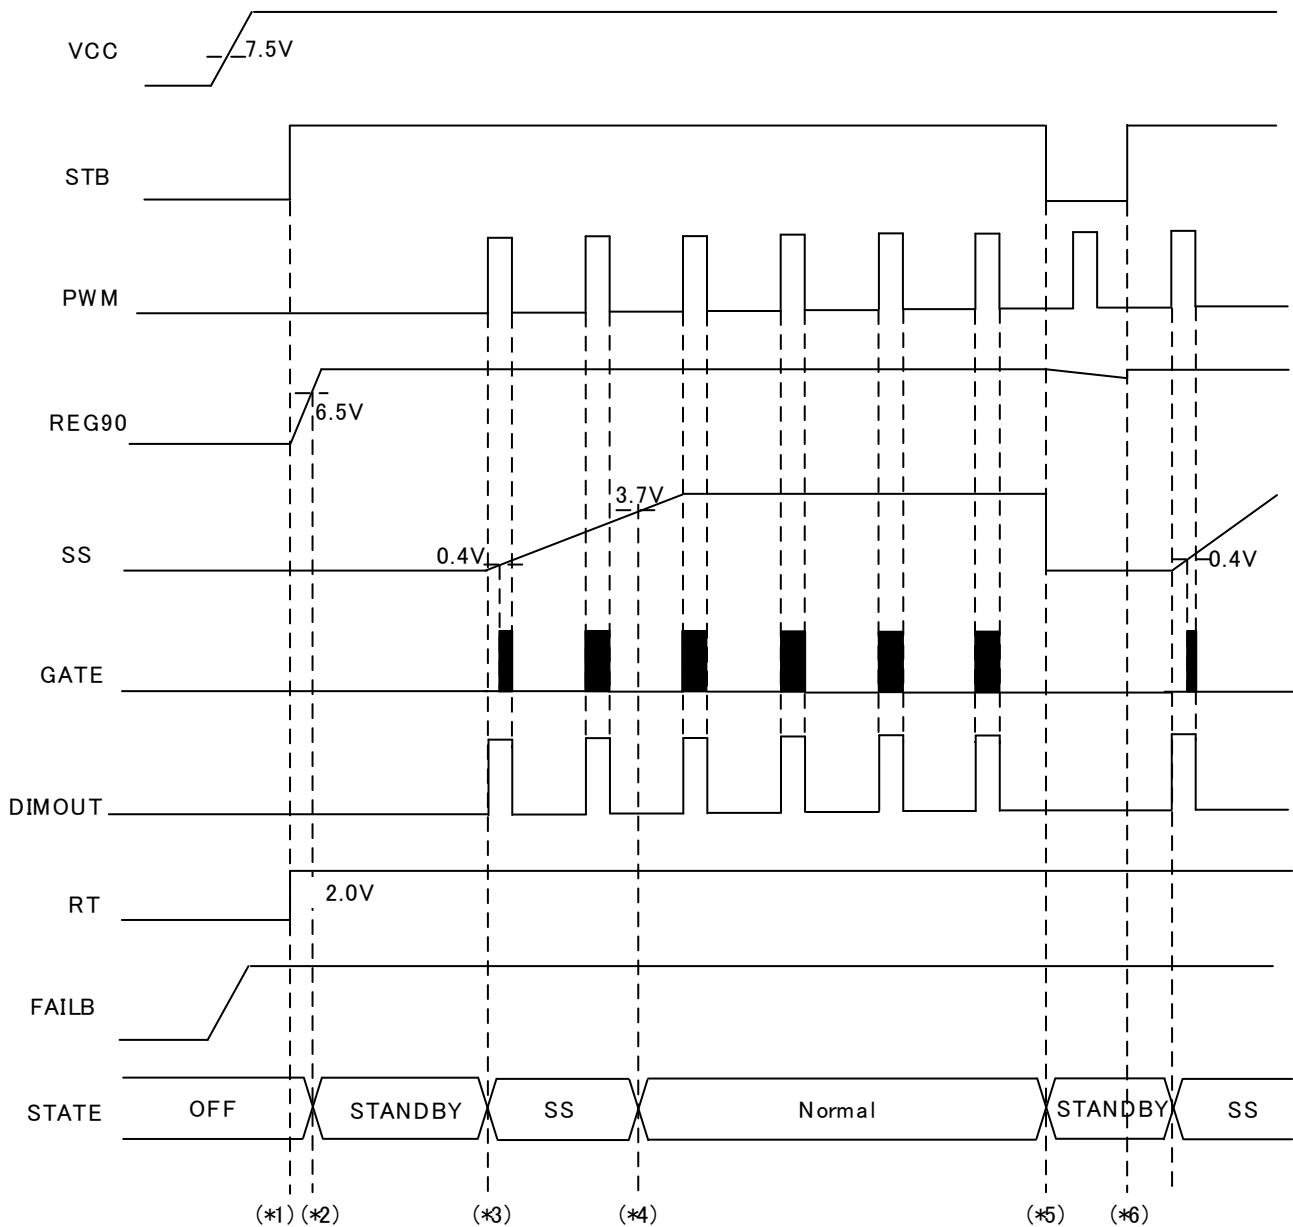 VCC
7.5V
STB
PWM
REG90
6.5V
SS
0.4V
3.7V
0.4V
GATE
DIMOUT
RT
2.0V
FAILB
STATE
OFF
STANDBY
SS
Normal
STANDBY
SS
(*1) (*2) (*3) (*4) (*5) (*6)